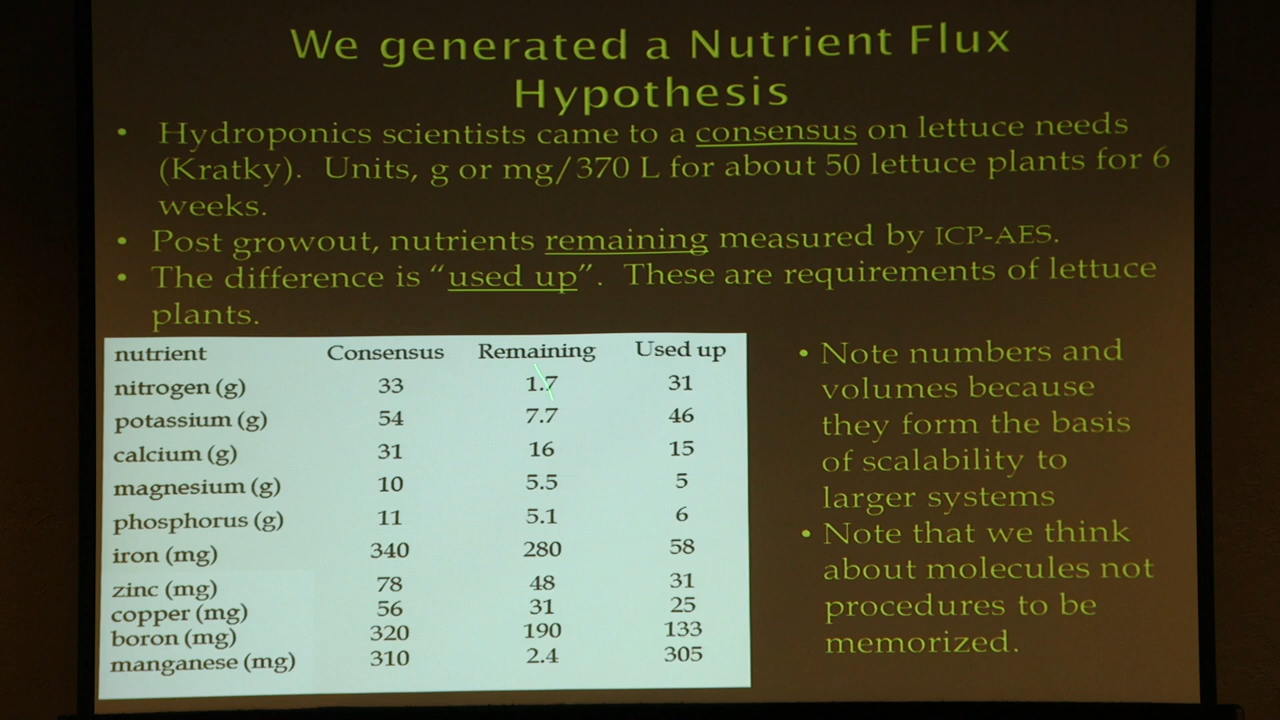 We generated a Nutrient Flux
Hypothesis
• Hydroponics scientists came to a consensus on lettuce needs
(Kratky). Units, g or mg/370 L for about 50 lettuce plants for 6
weeks.
• Post growout, nutrients remaining measured by ICP-AES.
• The difference is “used up”. These are requirements of lettuce
plants.
nutrient Consensus Remaining Used up
nitrogen (g) 33 1.7 31
potassium (g) 54 7.7 46
calcium (g) 31 16 15
magnesium (g) 10 5.5 5
phosphorus (g) 11 5.1 6
iron (mg) 340 280 58
zinc (mg) 78 48 31
copper (mg) 56 31 25
boron (mg) 320 190 133
manganese (mg) 310 2.4 305
• Note numbers and
volumes because
they form the basis
of scalability to
larger systems
• Note that we think
about molecules not
procedures to be
memorized.